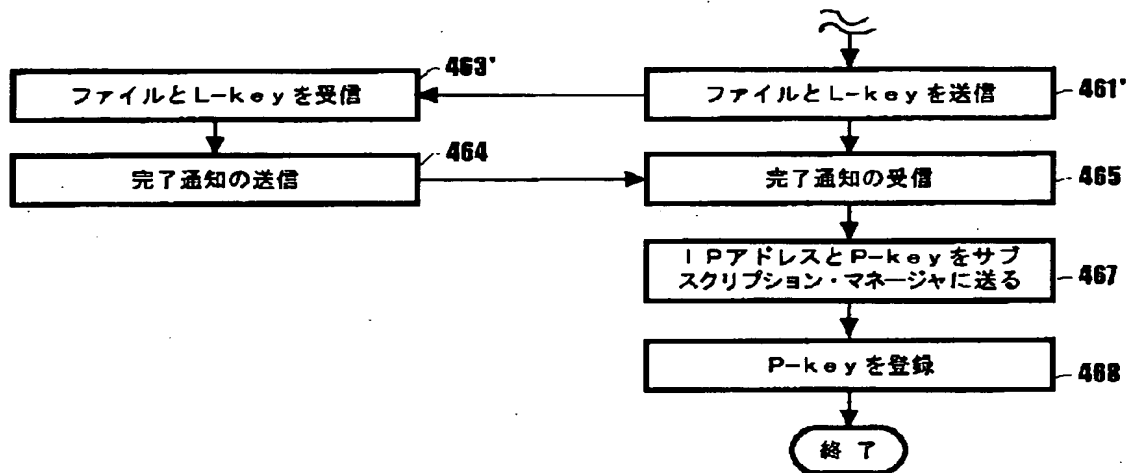 463'
ファイルとL-keyを受信
ファイルとL-keyを送信
461'
464
完了通知の送信
完了通知の受信
465
IPアドレスとP-keyをサブ
スクリプション・マネージャに送る
467
P-keyを登録
468
終了